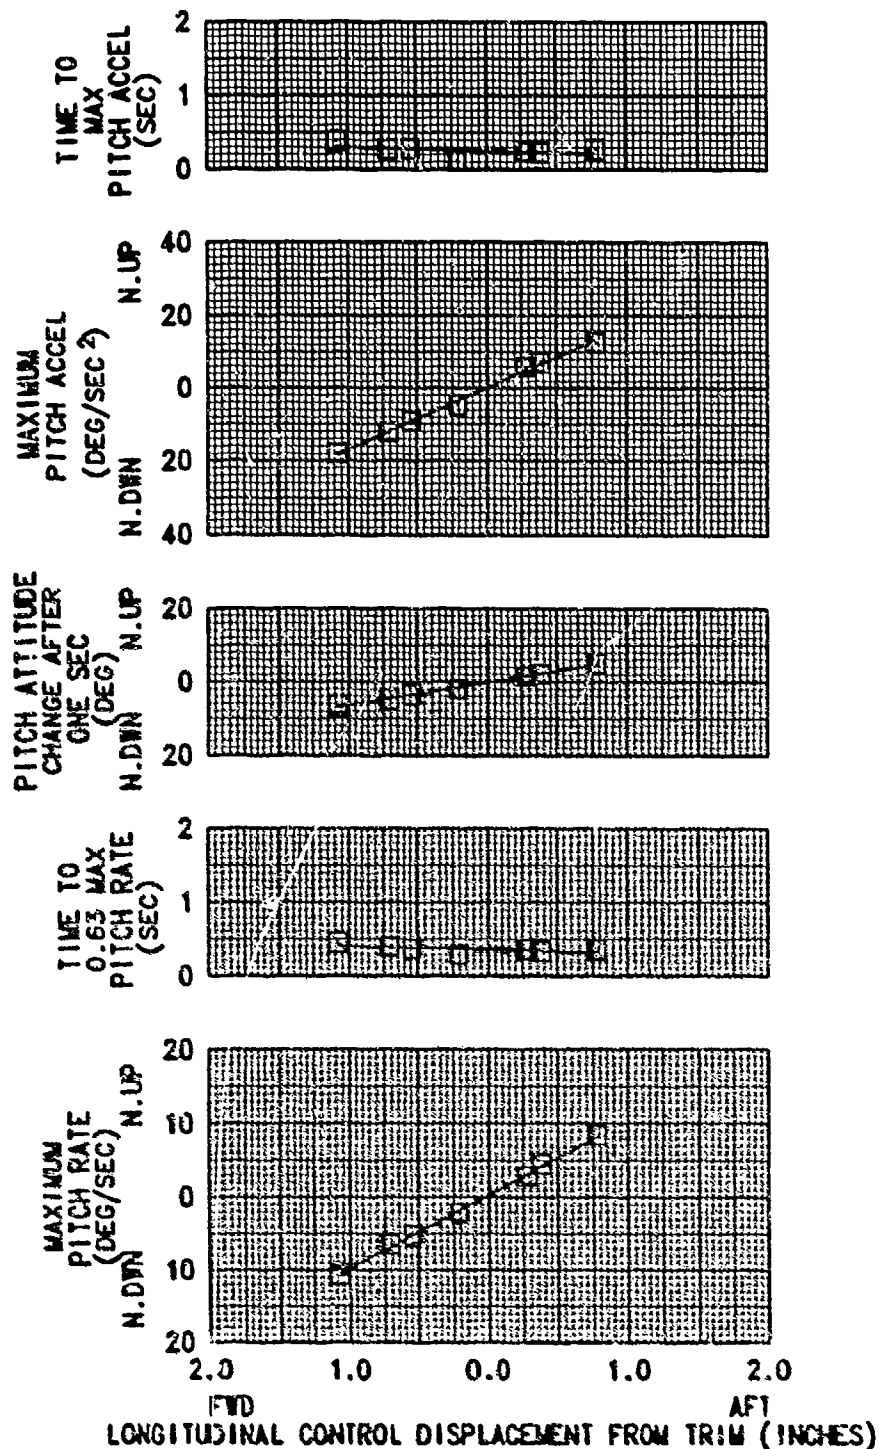 TIME TO
MAX
PITCH ACCEL
(SEC)
2
1
0
MAXIMUM
PITCH ACCEL
(DEG/SEC²)
N.DWN N.UP
40
20
0
20
40
PITCH ATTITUDE
CHANGE AFTER
ONE SEC
(DEG)
N.DWN N.UP
20
0
20
TIME TO
0.63 MAX
PITCH RATE
(SEC)
2
1
0
MAXIMUM
PITCH RATE
(DEG/SEC)
N.DWN N.UP
20
10
0
10
20
2.0 1.0 0.0 1.0 2.0
FWD AFT
LONGITUDINAL CONTROL DISPLACEMENT FROM TRIM (INCHES)